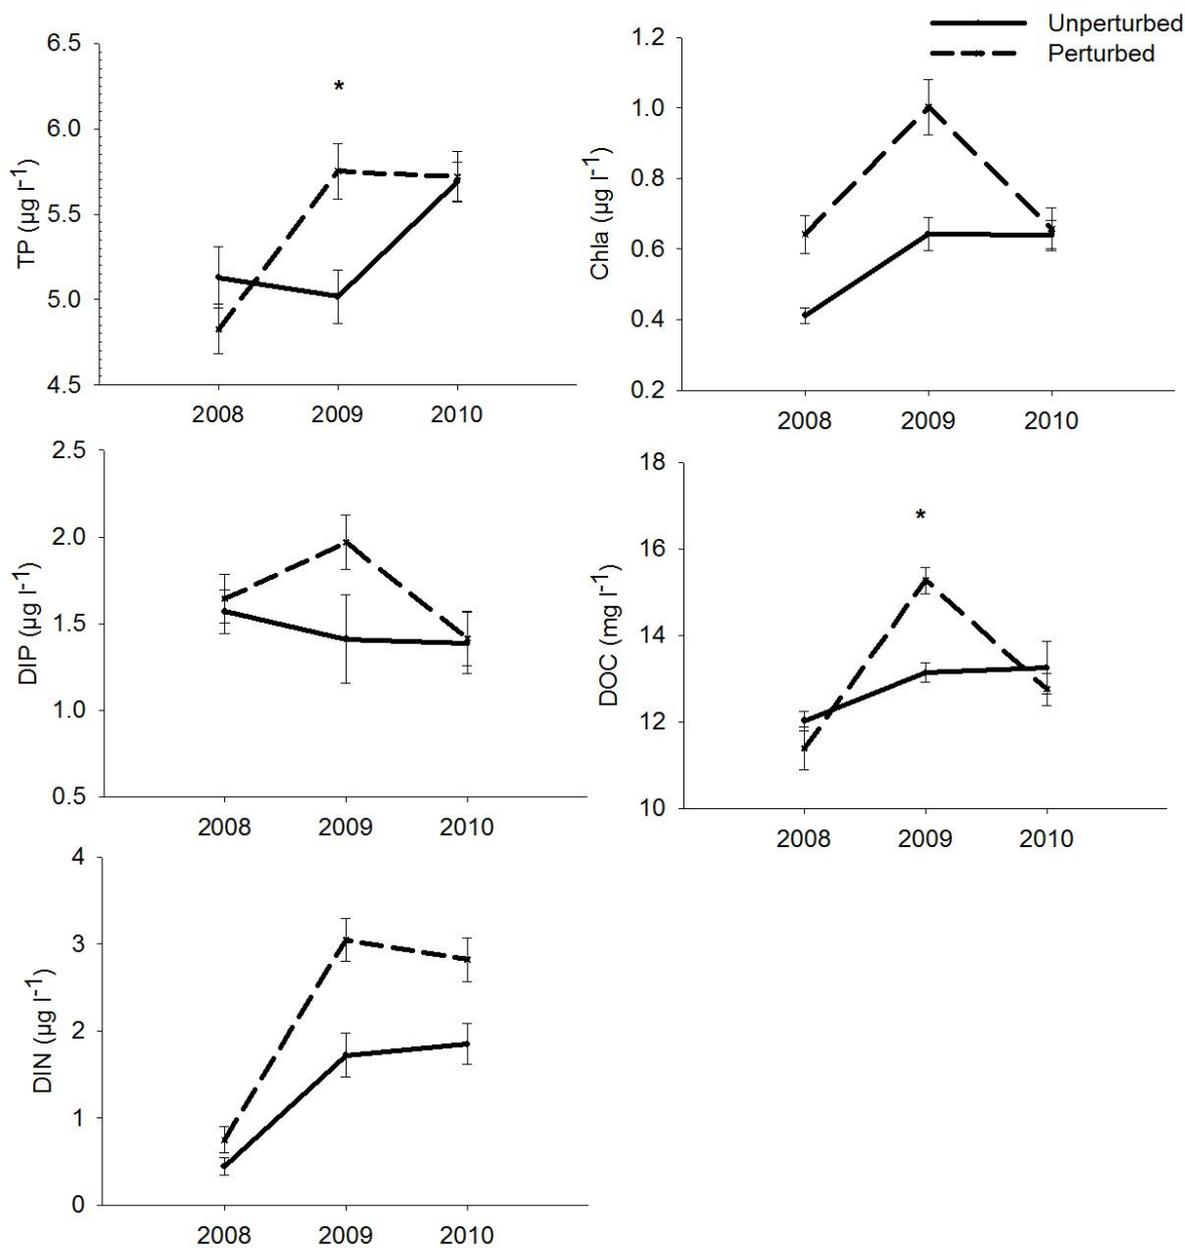 Unperturbed
Perturbed
TP (µg l⁻¹)
6.5
6.0
5.5
5.0
4.5
*
2008 2009 2010
Chla (µg l⁻¹)
1.2
1.0
0.8
0.6
0.4
0.2
2008 2009 2010
DIP (µg l⁻¹)
2.5
2.0
1.5
1.0
0.5
2008 2009 2010
DOC (mg l⁻¹)
18
16
14
12
10
*
2008 2009 2010
DIN (µg l⁻¹)
4
3
2
1
0
2008 2009 2010